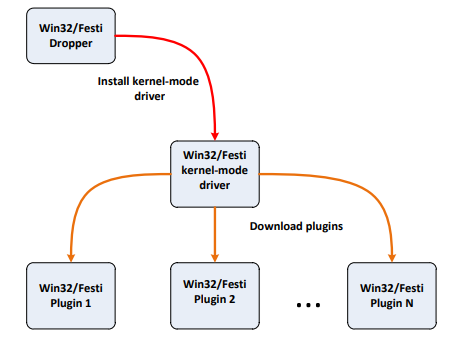 Win32/Festi
Dropper
Install kernel-mode
driver
Win32/Festi
kernel-mode
driver
Download plugins
Win32/Festi
Plugin 1
Win32/Festi
Plugin 2
...
Win32/Festi
Plugin N